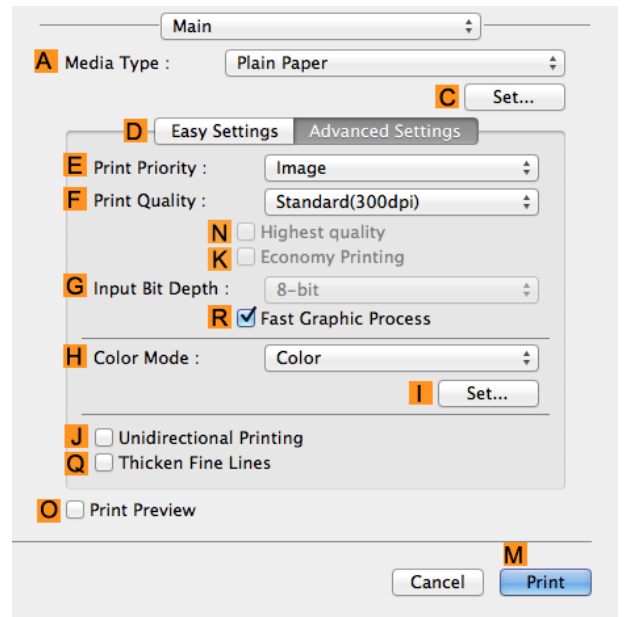 Main
A Media Type : Plain Paper
C Set...
D Easy Settings Advanced Settings
E Print Priority : Image
F Print Quality : Standard(300dpi)
N Highest quality
K Economy Printing
G Input Bit Depth : 8-bit
R Fast Graphic Process
H Color Mode : Color
I Set...
J Unidirectional Printing
Q Thicken Fine Lines
O Print Preview
M
Cancel Print